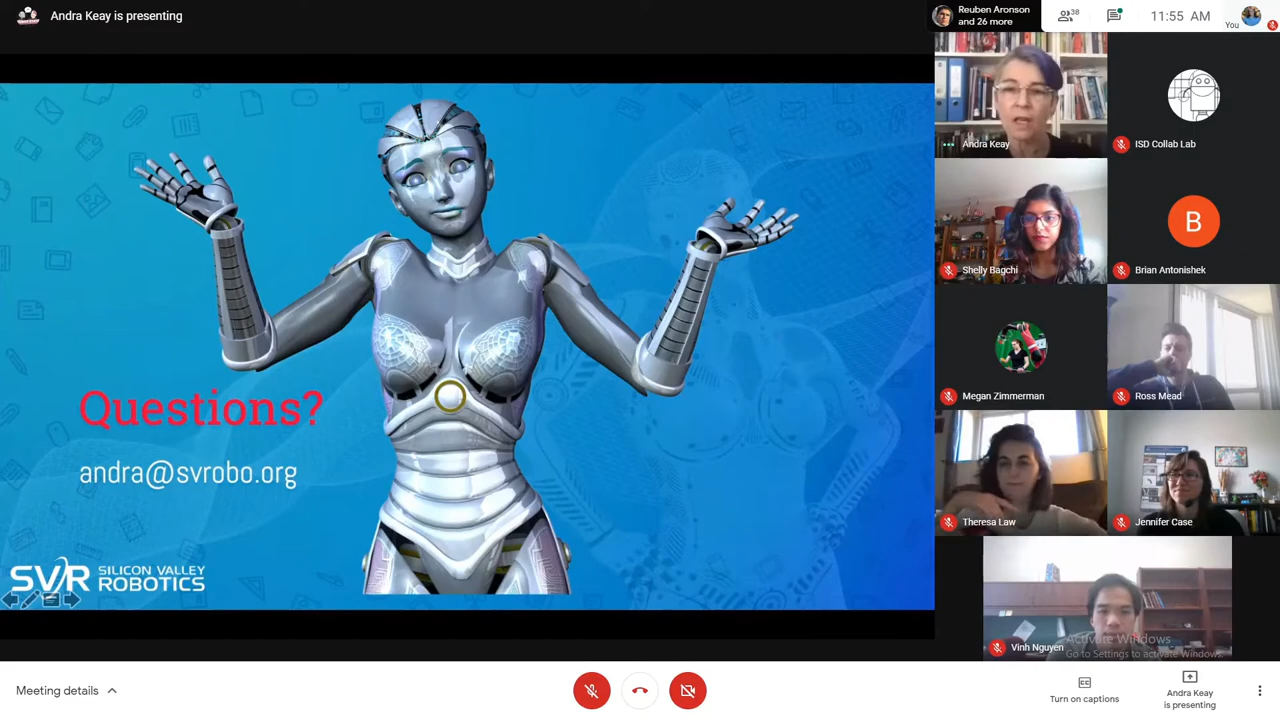 Andra Keay is presenting
Reuben Aronson
and 26 more
38
11:55 AM
You
Andra Keay
ISD Collab Lab
Shelly Bagchi
B
Brian Antonishek
Megan Zimmerman
Ross Mead
Questions?
andra@svrobo.org
Theresa Law
Jennifer Case
SVR SILICON VALLEY
ROBOTICS
Vinh Nguyen
Activate Windows
Go to Settings to activate Windows.
Meeting details
Turn on captions
Andra Keay
is presenting